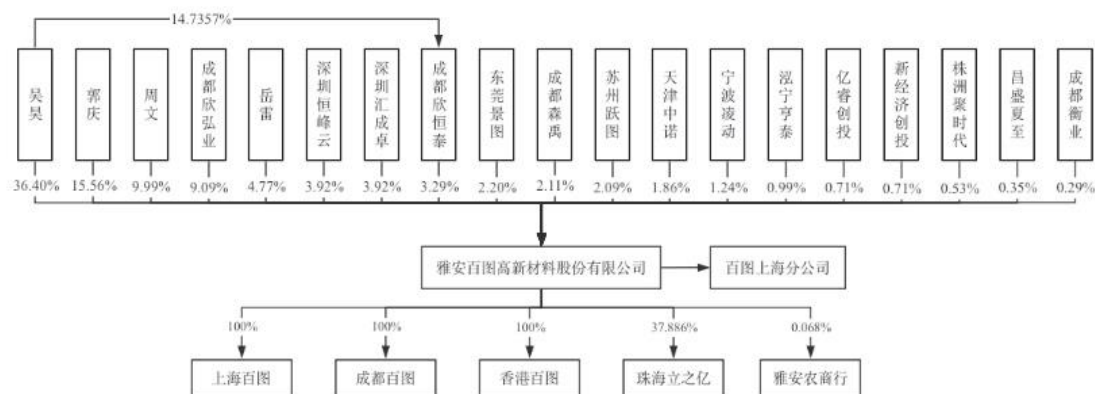 14.7357%
吴昊
郭庆
周文
成都欣弘业
岳雷
深圳恒峰云
深圳汇成卓
成都欣恒泰
东莞景图
成都森禹
苏州跃图
天津中诺
宁波凌动
泓宁亨泰
亿睿创投
新经济创投
株洲聚时代
昌盛夏至
成都衡业
36.40%
15.56%
9.99%
9.09%
4.77%
3.92%
3.92%
3.29%
2.20%
2.11%
2.09%
1.86%
1.24%
0.99%
0.71%
0.71%
0.53%
0.35%
0.29%
雅安百图高新材料股份有限公司
百图上海分公司
100%
100%
100%
37.886%
0.068%
上海百图
成都百图
香港百图
珠海立之亿
雅安农商行